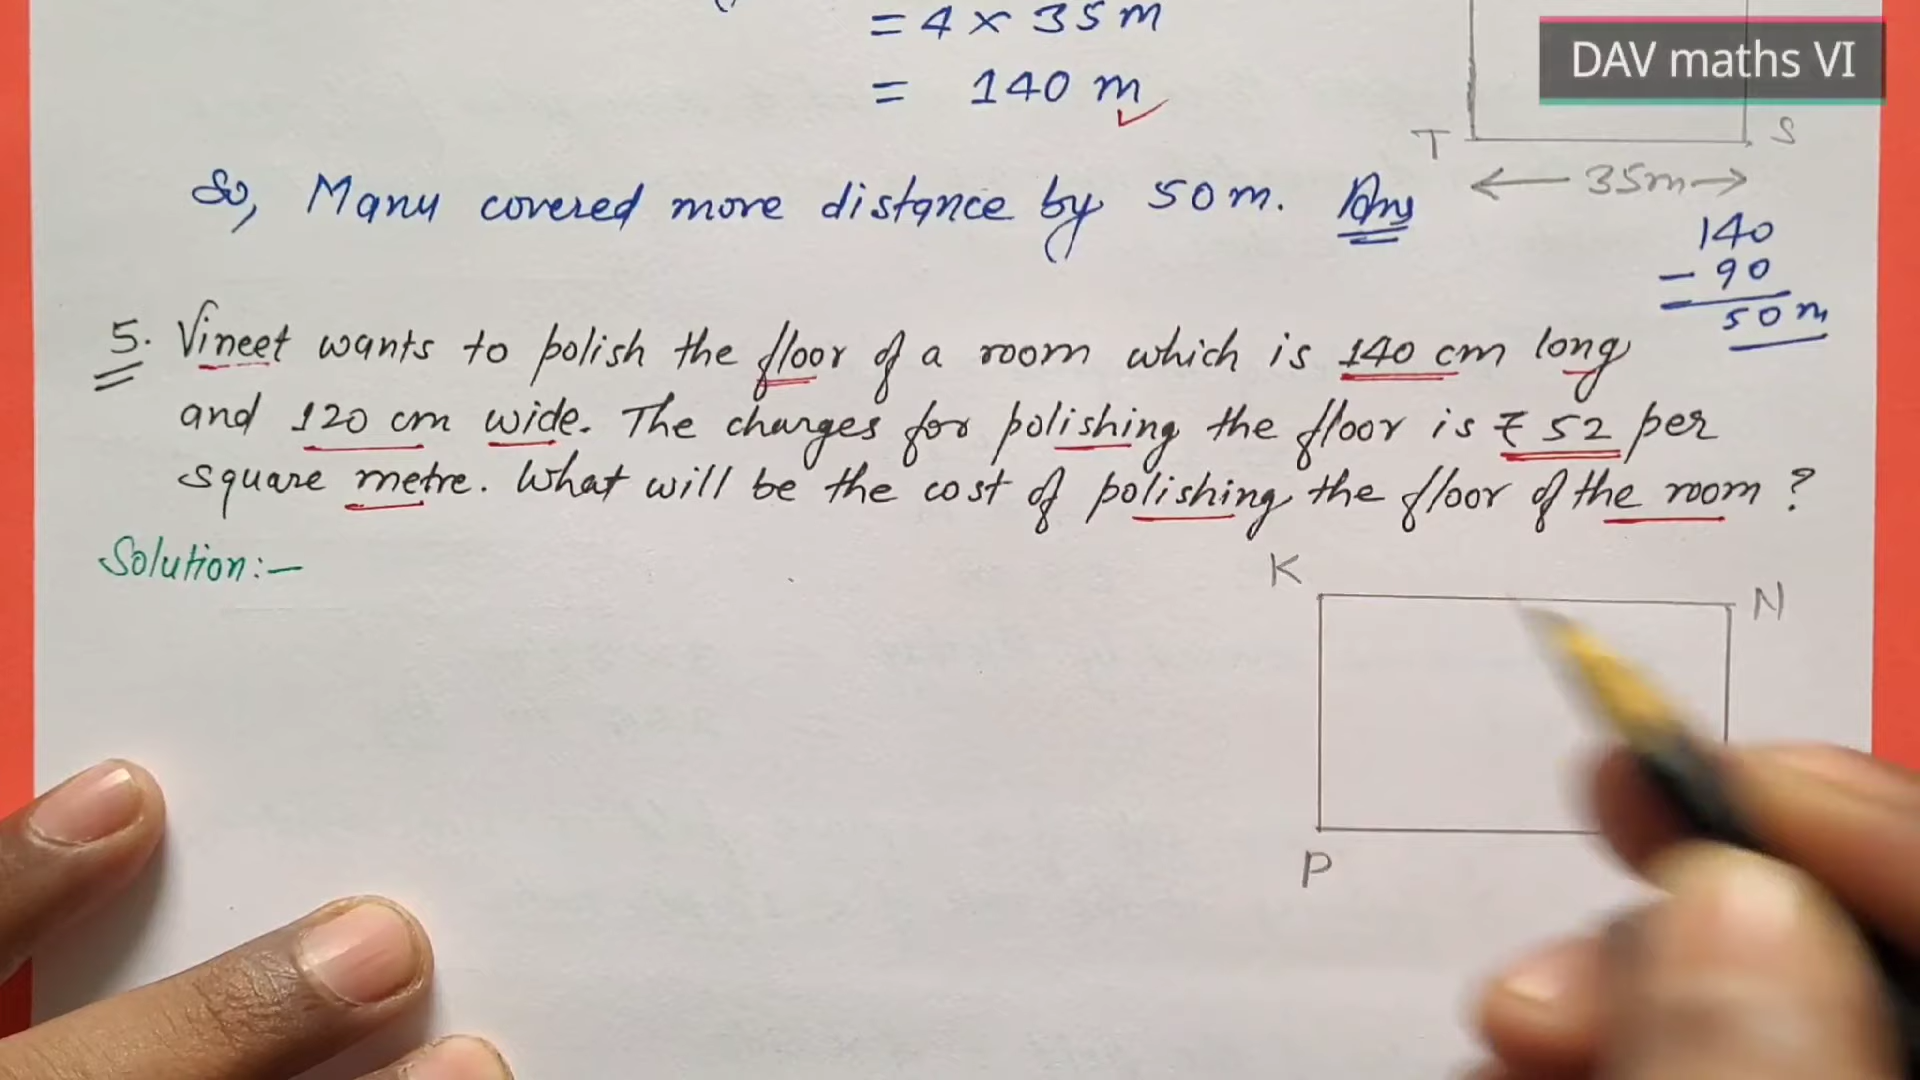 = 4 × 35 m
= 140 m
DAV maths VI
T
S
35m
So, Manu covered more distance by 50 m. Ans
140
- 90
50 m
5. Vineet wants to polish the floor of a room which is 140 cm long
and 120 cm wide. The charges for polishing the floor is ₹ 52 per
square metre. What will be the cost of polishing the floor of the room ?
Solution:-
K
N
P